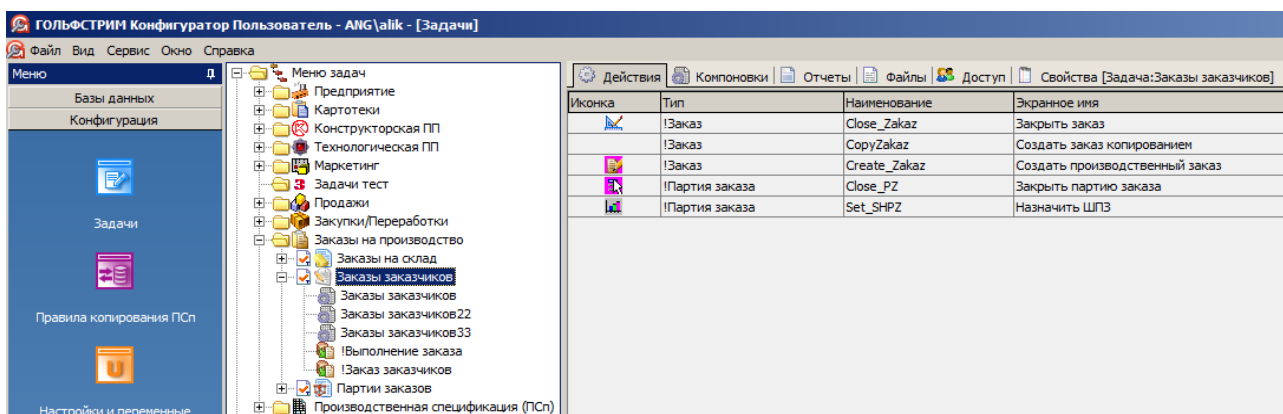 ГОЛЬФСТРИМ Конфигуратор Пользователь - ANG\alik - [Задачи]
Файл Вид Сервис Окно Справка
Меню
Базы данных
Конфигурация
Задачи
Правила копирования ПСп
Настройки и переменные
Меню задач
Предприятие
Картотеки
Конструкторская ПП
Технологическая ПП
Маркетинг
3 Задачи тест
Продажи
Закупки/Переработки
Заказы на производство
Заказы на склад
Заказы заказчиков
Заказы заказчиков
Заказы заказчиков22
Заказы заказчиков33
!Выполнение заказа
!Заказ заказчиков
Партии заказов
Производственная спецификация (ПСп)
Действия Компоновки Отчеты Файлы Доступ Свойства [Задача:Заказы заказчиков]
Иконка Тип Наименование Экранное имя
!Заказ Close_Zakaz Закрыть заказ
!Заказ CopyZakaz Создать заказ копированием
!Заказ Create_Zakaz Создать производственный заказ
!Партия заказа Close_PZ Закрыть партию заказа
!Партия заказа Set_SHPZ Назначить ШПЗ